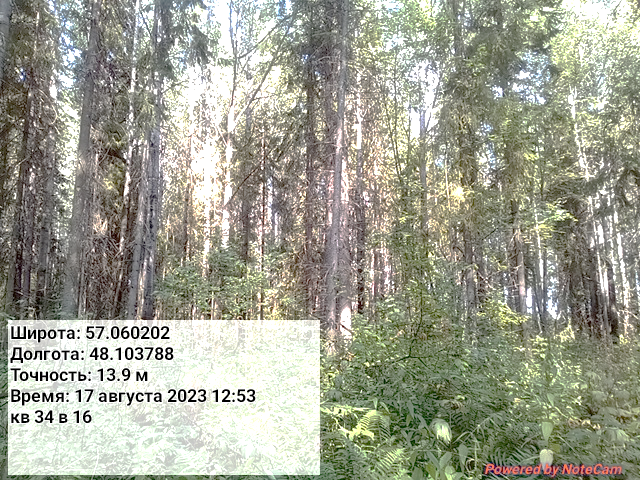 Широта: 57.060202
Долгота: 48.103788
Точность: 13.9 м
Время: 17 августа 2023 12:53
кв 34 в 16
Powered by NoteCam